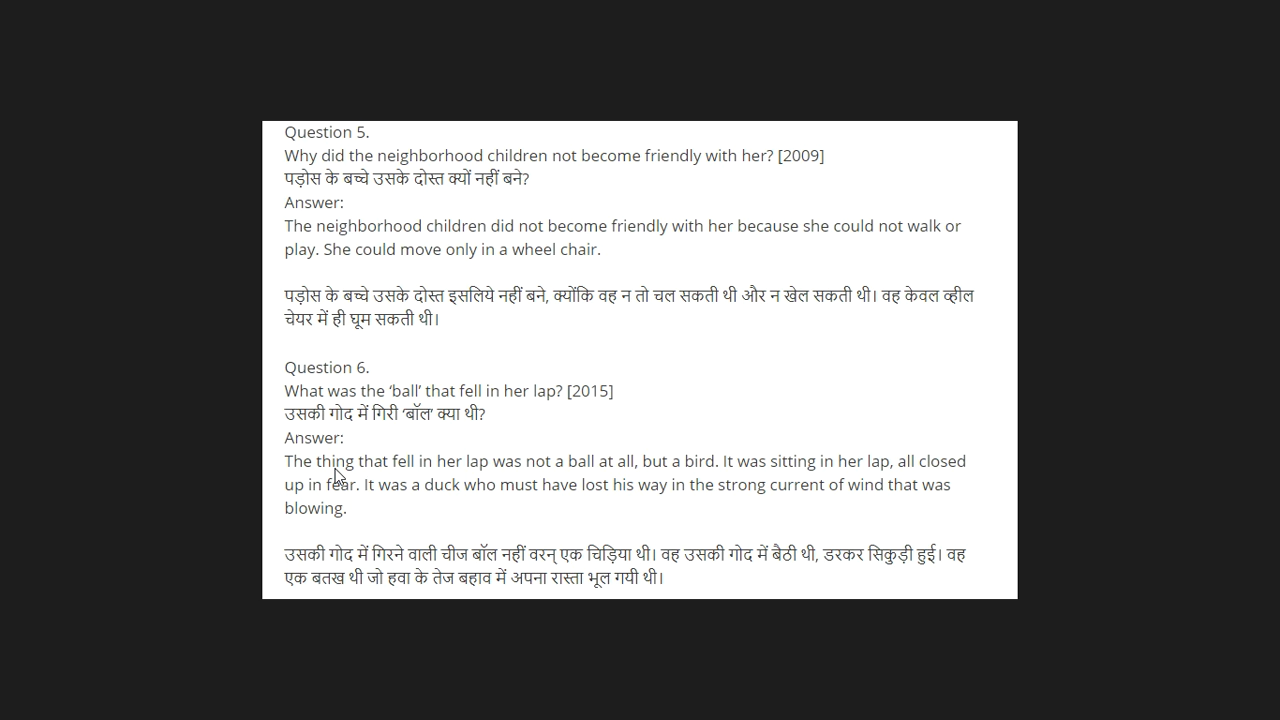 Question 5.
Why did the neighborhood children not become friendly with her? [2009]
पड़ोस के बच्चे उसके दोस्त क्यों नहीं बने?
Answer:
The neighborhood children did not become friendly with her because she could not walk or
play. She could move only in a wheel chair.
पड़ोस के बच्चे उसके दोस्त इसलिये नहीं बने, क्योंकि वह न तो चल सकती थी और न खेल सकती थी। वह केवल व्हील
चेयर में ही घूम सकती थी।
Question 6.
What was the ‘ball’ that fell in her lap? [2015]
उसकी गोद में गिरी ‘बॉल’ क्या थी?
Answer:
The thing that fell in her lap was not a ball at all, but a bird. It was sitting in her lap, all closed
up in fear. It was a duck who must have lost his way in the strong current of wind that was
blowing.
उसकी गोद में गिरने वाली चीज बॉल नहीं वरन् एक चिड़िया थी। वह उसकी गोद में बैठी थी, डरकर सिकुड़ी हुई। वह
एक बतख थी जो हवा के तेज बहाव में अपना रास्ता भूल गयी थी।